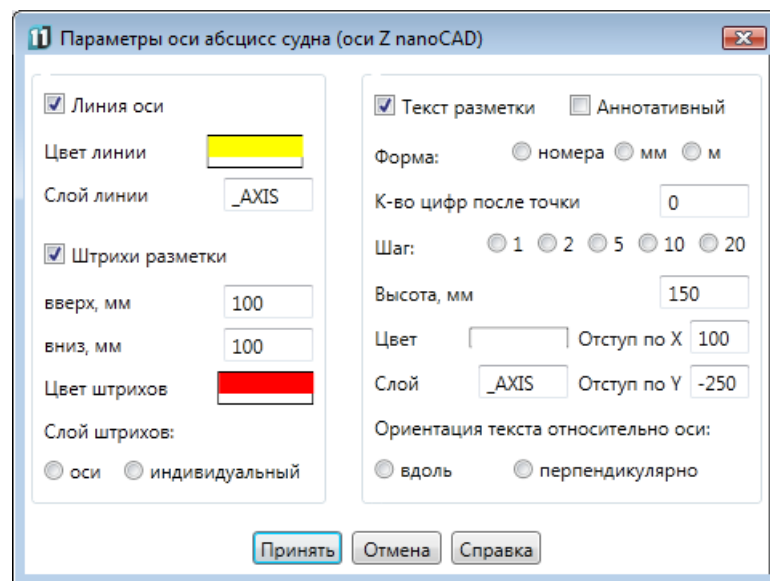 11 Параметры оси абсцисс судна (оси Z nanoCAD)
Линия оси
Цвет линии
Слой линии _AXIS
Штрихи разметки
вверх, мм 100
вниз, мм 100
Цвет штрихов
Слой штрихов:
оси индивидуальный
Текст разметки Аннотативный
Форма: номера мм м
К-во цифр после точки 0
Шаг: 1 2 5 10 20
Высота, мм 150
Цвет Отступ по X 100
Слой _AXIS Отступ по Y -250
Ориентация текста относительно оси:
вдоль перпендикулярно
Принять Отмена Справка